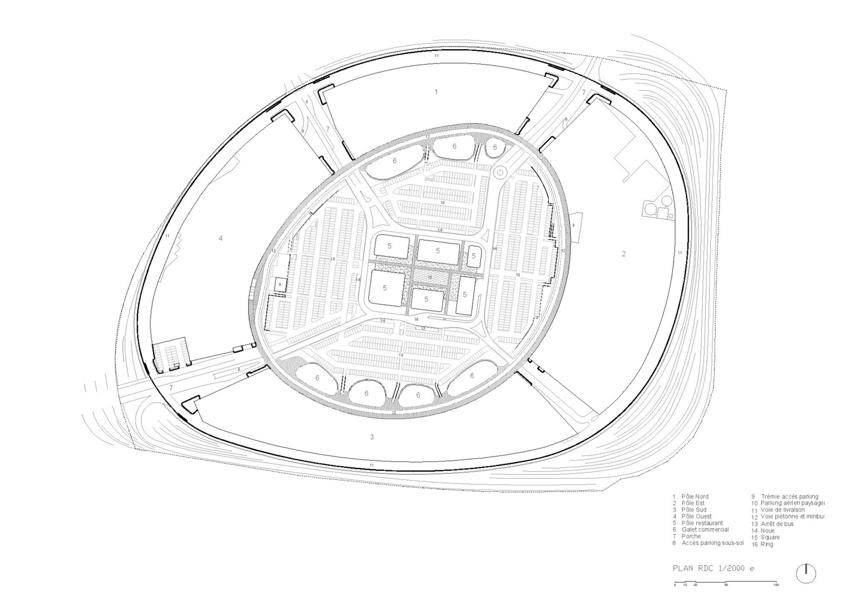 1
2
3
4
5
5
5
5
5
5
6
6
6
6
6
6
6
7
7
7
11
11
11
11
1 Pôle Nord
2 Pôle Est
3 Pôle Sud
4 Pôle Ouest
5 Pôle restaurant
6 Galet commercial
7 Porche
8 Accès parking sous-sol
9 Trémie accès parking
10 Parking aérien paysager
11 Voie de livraison
12 Voie piétonne et minibu
13 Arrêt de bus
14 Noue
15 Square
16 Ring
PLAN RDC 1/2000 e